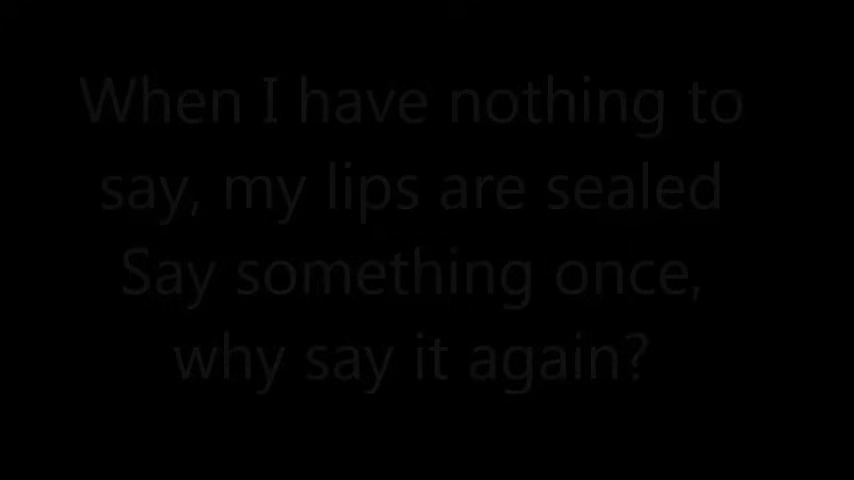 When I have nothing to
say, my lips are sealed
Say something once,
why say it again?